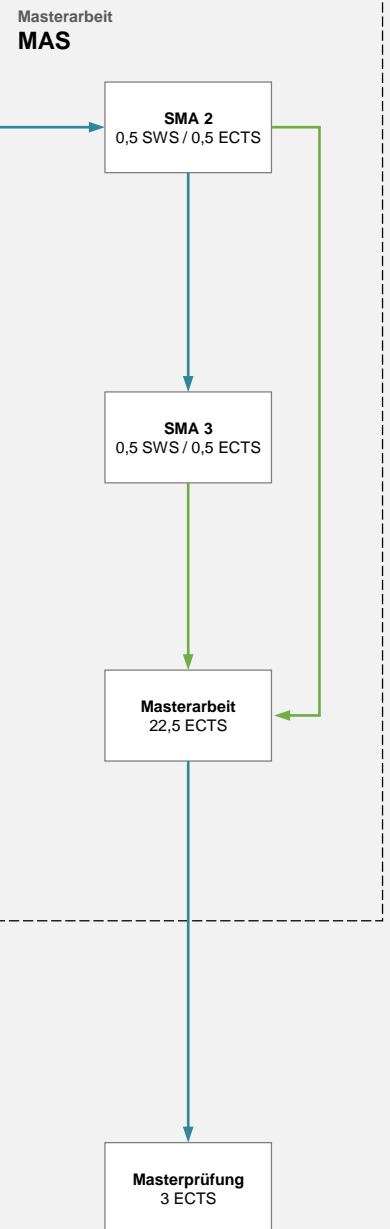 Masterarbeit
MAS
SMA 2
0,5 SWS / 0,5 ECTS
SMA 3
0,5 SWS / 0,5 ECTS
Masterarbeit
22,5 ECTS
Masterprüfung
3 ECTS